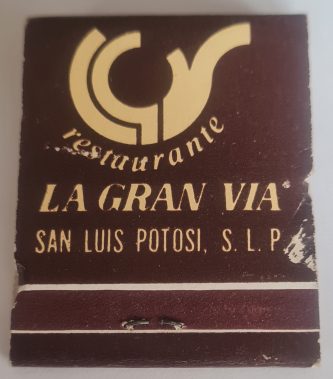 restaurante
LA GRAN VIA
SAN LUIS POTOSI, S. L. P.